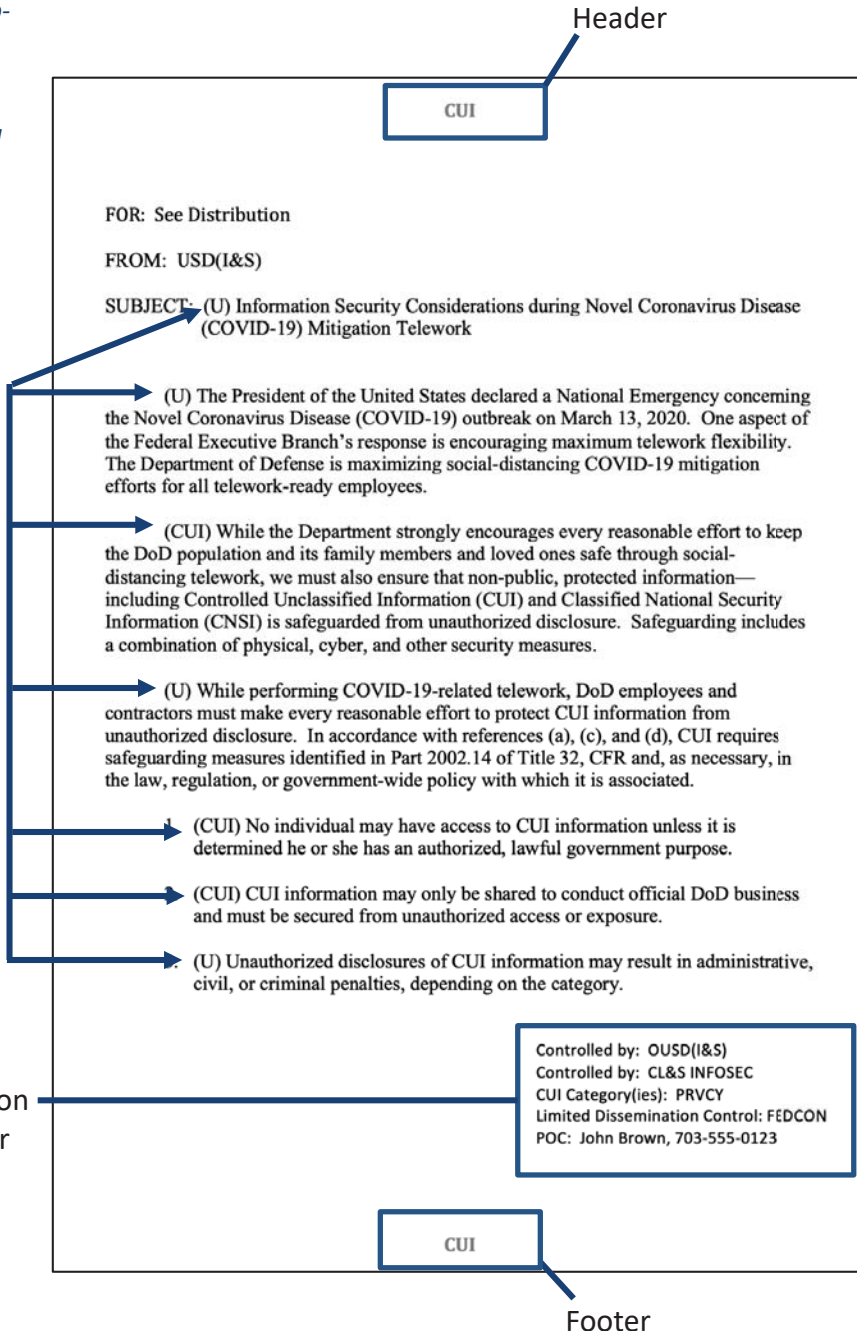 Header
CUI
FOR: See Distribution
FROM: USD(I&S)
SUBJECT: (U) Information Security Considerations during Novel Coronavirus Disease
(COVID-19) Mitigation Telework
(U) The President of the United States declared a National Emergency concerning
the Novel Coronavirus Disease (COVID-19) outbreak on March 13, 2020. One aspect of
the Federal Executive Branch's response is encouraging maximum telework flexibility.
The Department of Defense is maximizing social-distancing COVID-19 mitigation
efforts for all telework-ready employees.
(CUI) While the Department strongly encourages every reasonable effort to keep
the DoD population and its family members and loved ones safe through social-
distancing telework, we must also ensure that non-public, protected information—
including Controlled Unclassified Information (CUI) and Classified National Security
Information (CNSI) is safeguarded from unauthorized disclosure. Safeguarding includes
a combination of physical, cyber, and other security measures.
(U) While performing COVID-19-related telework, DoD employees and
contractors must make every reasonable effort to protect CUI information from
unauthorized disclosure. In accordance with references (a), (c), and (d), CUI requires
safeguarding measures identified in Part 2002.14 of Title 32, CFR and, as necessary, in
the law, regulation, or government-wide policy with which it is associated.
(CUI) No individual may have access to CUI information unless it is
determined he or she has an authorized, lawful government purpose.
(CUI) CUI information may only be shared to conduct official DoD business
and must be secured from unauthorized access or exposure.
(U) Unauthorized disclosures of CUI information may result in administrative,
civil, or criminal penalties, depending on the category.
Controlled by: OUSD(I&S)
Controlled by: CL&S INFOSEC
CUI Category(ies): PRVCY
Limited Dissemination Control: FEDCON
POC: John Brown, 703-555-0123
CUI
Footer